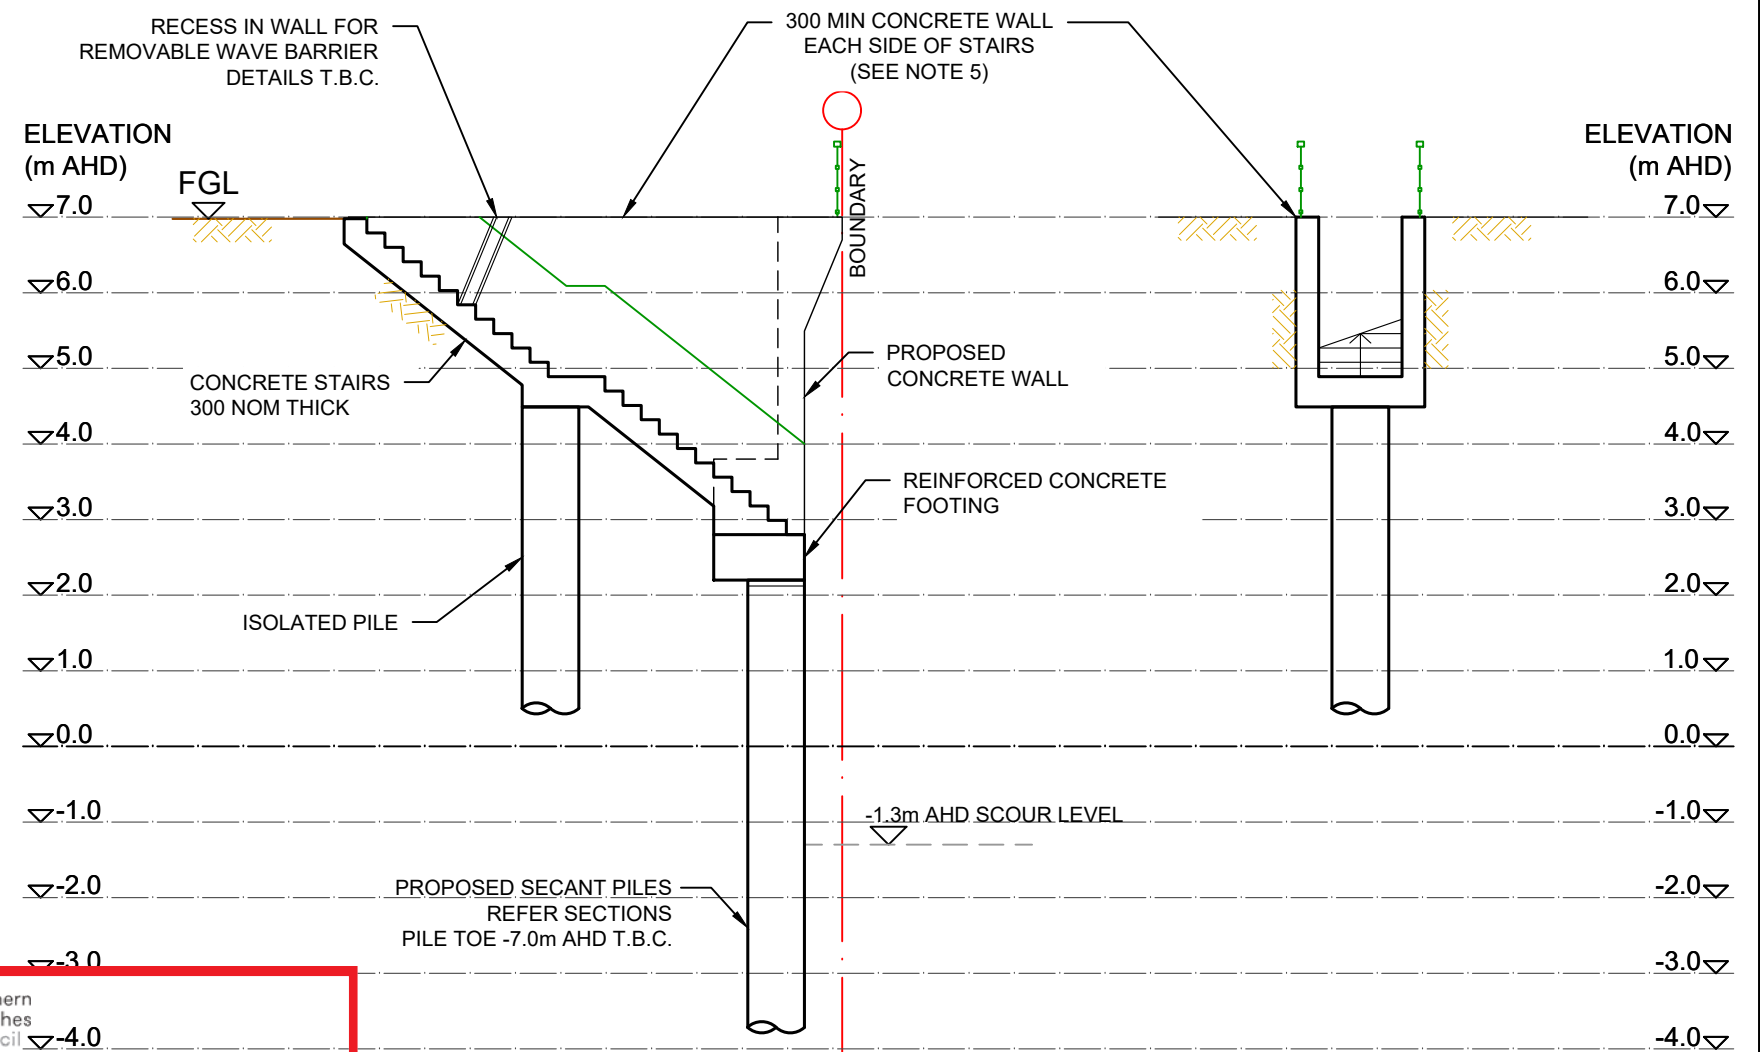 RECESS IN WALL FOR
REMOVABLE WAVE BARRIER
DETAILS T.B.C.
300 MIN CONCRETE WALL
EACH SIDE OF STAIRS
(SEE NOTE 5)
ELEVATION
(m AHD)
ELEVATION
(m AHD)
FGL
BOUNDARY
7.0
7.0
6.0
6.0
5.0
5.0
PROPOSED
CONCRETE WALL
CONCRETE STAIRS
300 NOM THICK
4.0
4.0
REINFORCED CONCRETE
FOOTING
3.0
3.0
2.0
2.0
ISOLATED PILE
1.0
1.0
0.0
0.0
-1.0
-1.0
-1.3m AHD SCOUR LEVEL
-2.0
-2.0
PROPOSED SECANT PILES
REFER SECTIONS
PILE TOE -7.0m AHD T.B.C.
-3.0
-3.0
hern
hes
cil
-4.0
-4.0